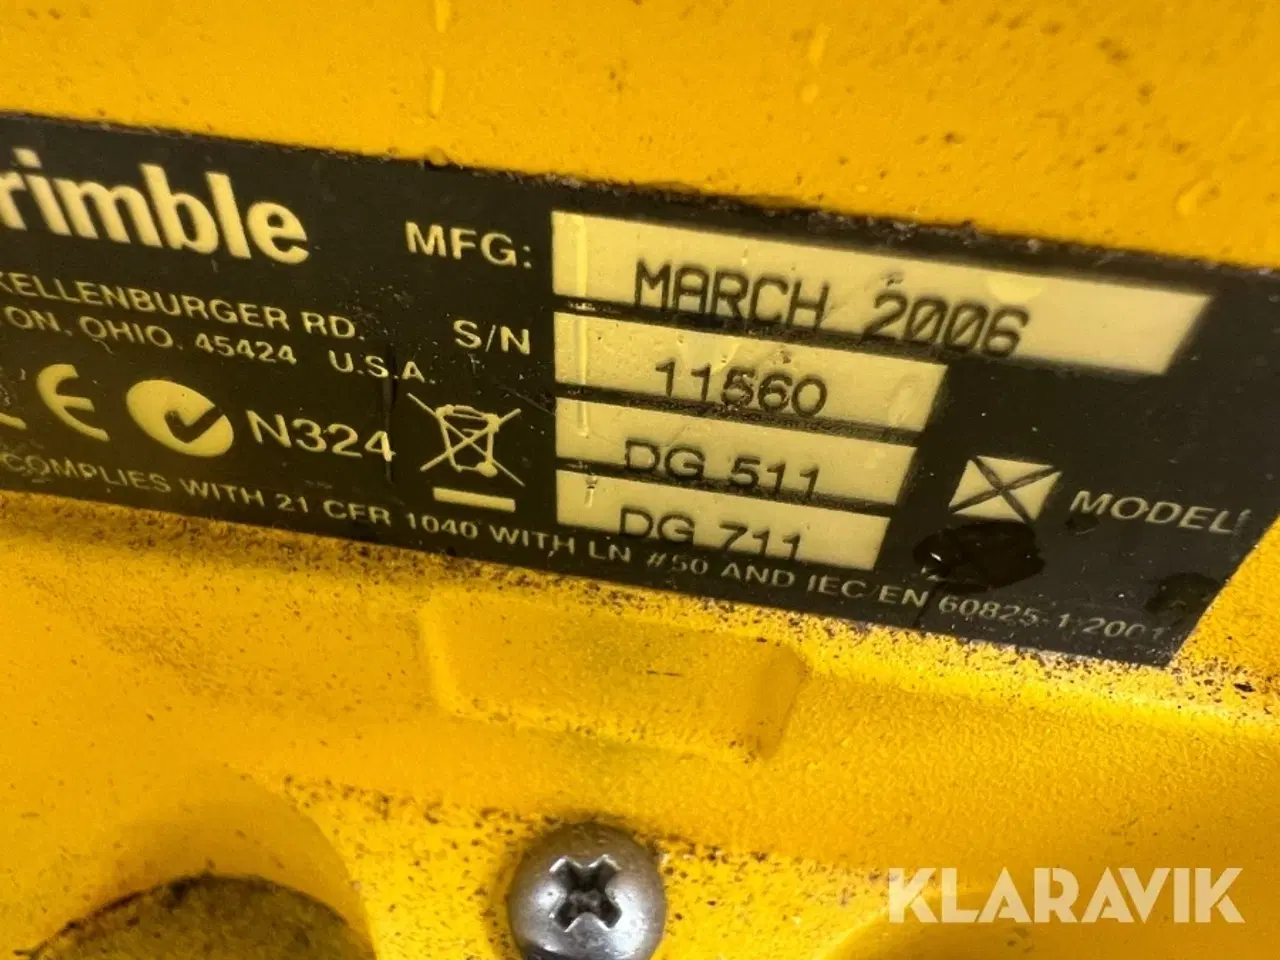 rimble
MFG: MARCH 2006
KELLENBURGER RD.
ON, OHIO. 45424 U.S.A.
S/N 11560
CE N324
DG 511
MODEL
DG 711
COMPLIES WITH 21 CFR 1040 WITH LN #50 AND IEC/EN 60825-1:2001
KLARAVIK